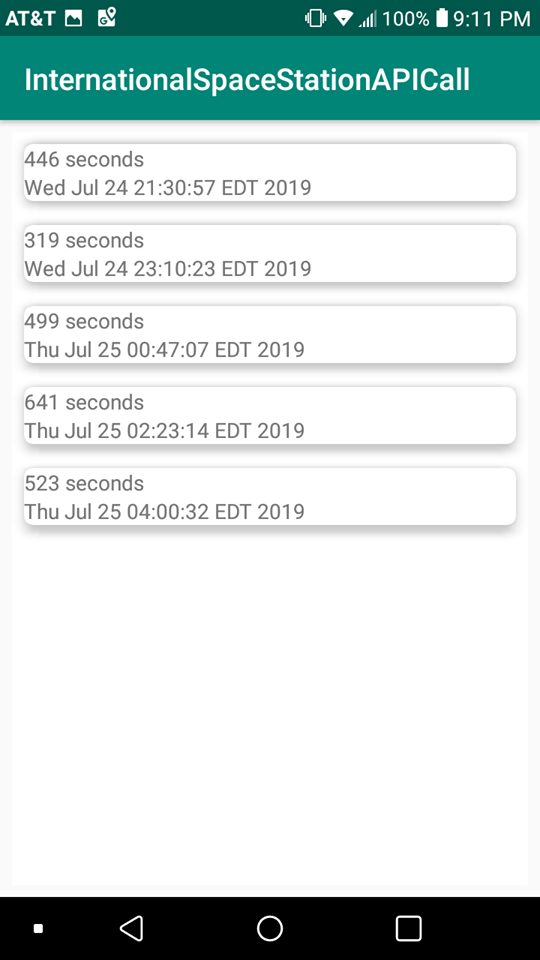 AT&T 100% 9:11 PM
InternationalSpaceStationAPICall
446 seconds
Wed Jul 24 21:30:57 EDT 2019
319 seconds
Wed Jul 24 23:10:23 EDT 2019
499 seconds
Thu Jul 25 00:47:07 EDT 2019
641 seconds
Thu Jul 25 02:23:14 EDT 2019
523 seconds
Thu Jul 25 04:00:32 EDT 2019